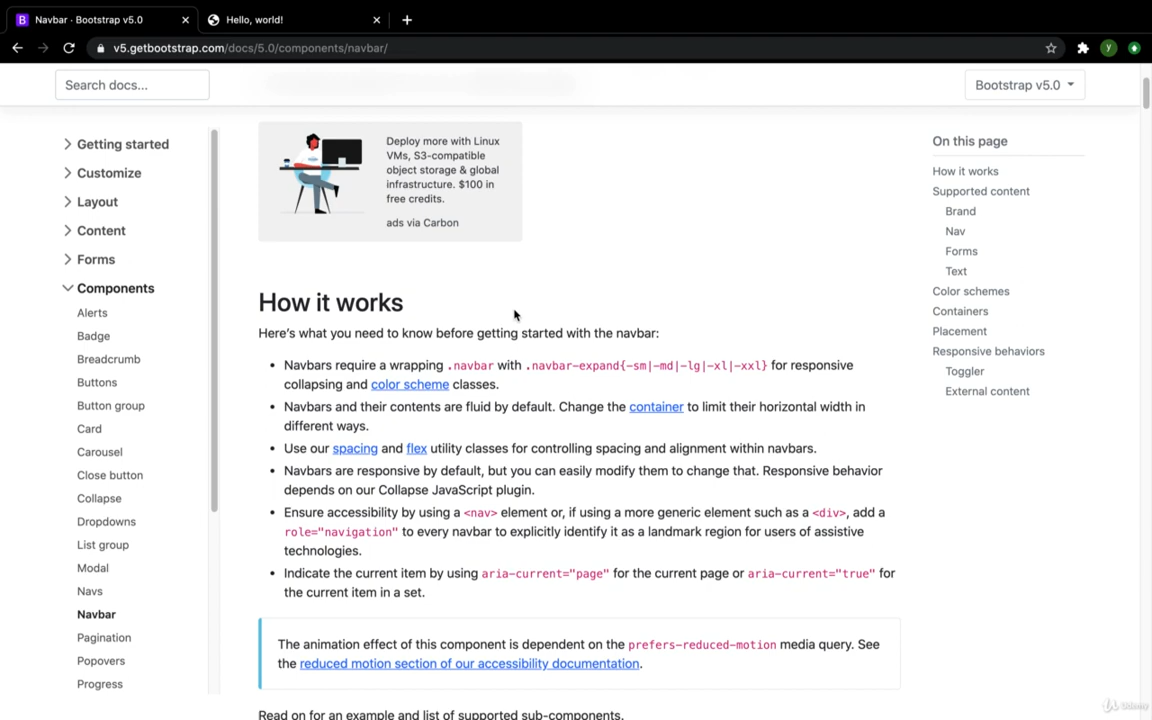 Navbar · Bootstrap v5.0
Hello, world!
v5.getbootstrap.com/docs/5.0/components/navbar/
y
Search docs...
Bootstrap v5.0
Getting started
Customize
Layout
Content
Forms
Components
Alerts
Badge
Breadcrumb
Buttons
Button group
Card
Carousel
Close button
Collapse
Dropdowns
List group
Modal
Navs
Navbar
Pagination
Popovers
Progress
Deploy more with Linux
VMs, S3-compatible
object storage & global
infrastructure. $100 in
free credits.
ads via Carbon
How it works
Here's what you need to know before getting started with the navbar:
• Navbars require a wrapping .navbar with .navbar-expand{-sm|-md|-lg|-xl|-xxl} for responsive
collapsing and color scheme classes.
• Navbars and their contents are fluid by default. Change the container to limit their horizontal width in
different ways.
• Use our spacing and flex utility classes for controlling spacing and alignment within navbars.
• Navbars are responsive by default, but you can easily modify them to change that. Responsive behavior
depends on our Collapse JavaScript plugin.
• Ensure accessibility by using a <nav> element or, if using a more generic element such as a <div>, add a
role="navigation" to every navbar to explicitly identify it as a landmark region for users of assistive
technologies.
• Indicate the current item by using aria-current="page" for the current page or aria-current="true" for
the current item in a set.
The animation effect of this component is dependent on the prefers-reduced-motion media query. See
the reduced motion section of our accessibility documentation.
Read on for an example and list of supported sub-components.
On this page
How it works
Supported content
Brand
Nav
Forms
Text
Color schemes
Containers
Placement
Responsive behaviors
Toggler
External content
Udemy